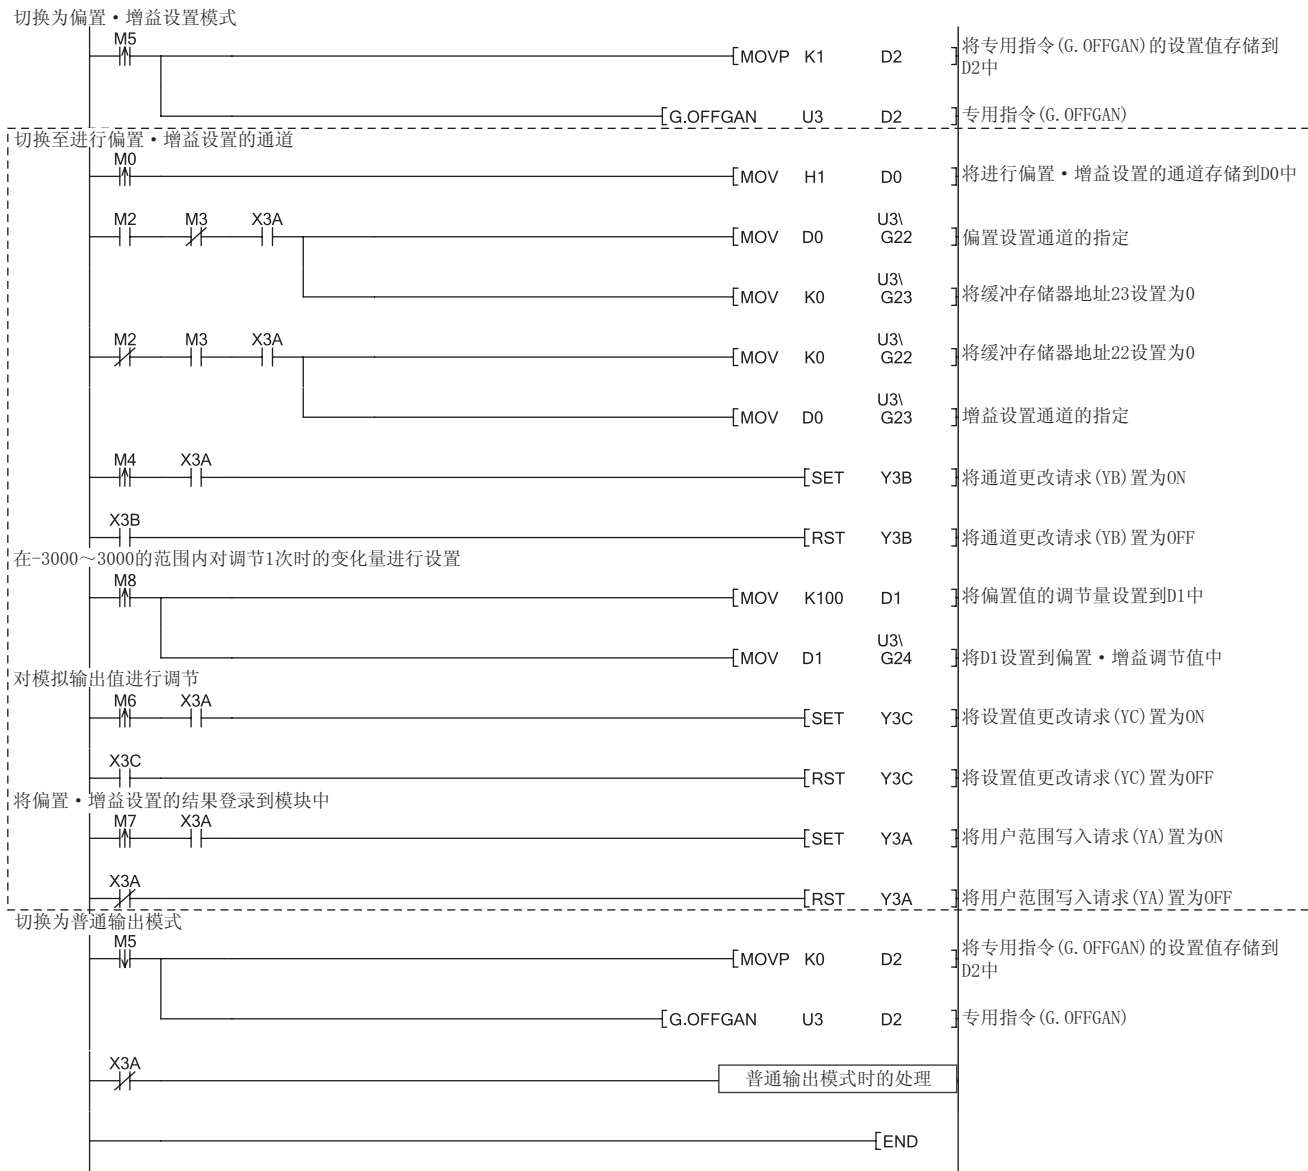 切换为偏置·增益设置模式
M5
MOVP K1 D2 将专用指令(G.OFFGAN)的设置值存储到
D2中
G.OFFGAN U3 D2 专用指令(G.OFFGAN)
切换至进行偏置·增益设置的通道
M0
MOV H1 D0 将进行偏置·增益设置的通道存储到D0中
M2 M3 X3A U3\
MOV D0 G22 偏置设置通道的指定
U3\
MOV K0 G23 将缓冲存储器地址23设置为0
M2 M3 X3A U3\
MOV K0 G22 将缓冲存储器地址22设置为0
U3\
MOV D0 G23 增益设置通道的指定
M4 X3A
SET Y3B 将通道更改请求(YB)置为ON
X3B
RST Y3B 将通道更改请求(YB)置为OFF
在-3000～3000的范围内对调节1次时的变化量进行设置
M8
MOV K100 D1 将偏置值的调节量设置到D1中
U3\
MOV D1 G24 将D1设置到偏置·增益调节值中
对模拟输出值进行调节
M6 X3A
SET Y3C 将设置值更改请求(YC)置为ON
X3C
RST Y3C 将设置值更改请求(YC)置为OFF
将偏置·增益设置的结果登录到模块中
M7 X3A
SET Y3A 将用户范围写入请求(YA)置为ON
X3A
RST Y3A 将用户范围写入请求(YA)置为OFF
切换为普通输出模式
M5
MOVP K0 D2 将专用指令(G.OFFGAN)的设置值存储到
D2中
G.OFFGAN U3 D2 专用指令(G.OFFGAN)
X3A
普通输出模式时的处理
END